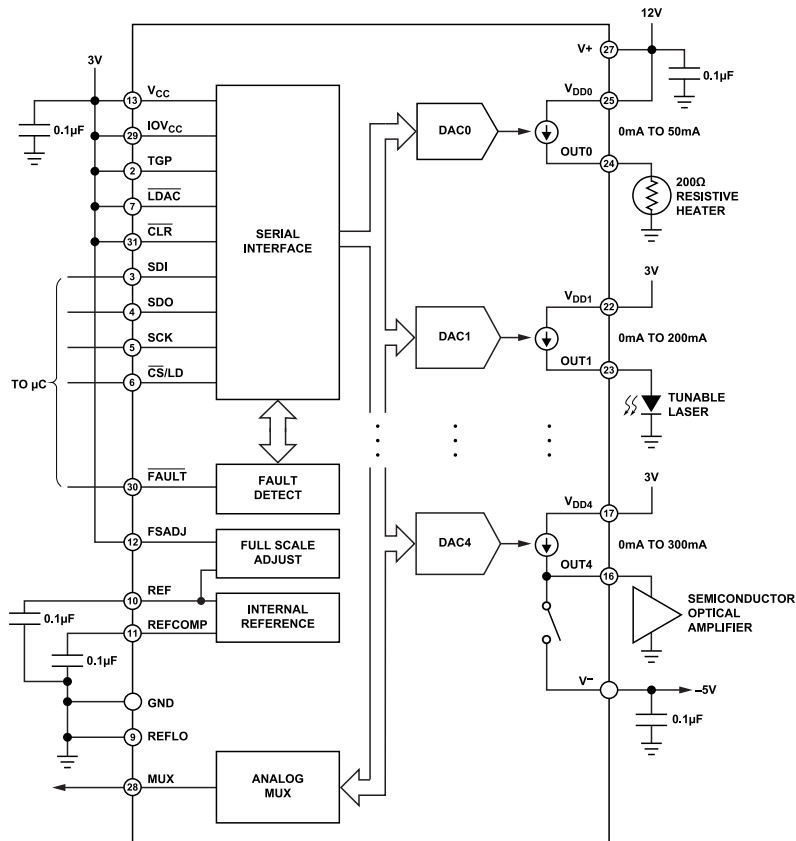 12V
V+
27
0.1µF
3V
0.1µF
13
VCC
29
IOVCC
2
TGP
7
LDAC
31
CLR
3
SDI
4
SDO
5
SCK
6
CS/LD
TO µC
30
FAULT
12
FSADJ
10
REF
11
REFCOMP
0.1µF
0.1µF
GND
9
REFLO
28
MUX
SERIAL
INTERFACE
FAULT
DETECT
FULL SCALE
ADJUST
INTERNAL
REFERENCE
ANALOG
MUX
DAC0
VDD0
25
0mA TO 50mA
OUT0
24
200Ω
RESISTIVE
HEATER
3V
DAC1
VDD1
22
0mA TO 200mA
OUT1
23
TUNABLE
LASER
3V
DAC4
VDD4
17
0mA TO 300mA
OUT4
16
SEMICONDUCTOR
OPTICAL
AMPLIFIER
V–
–5V
0.1µF